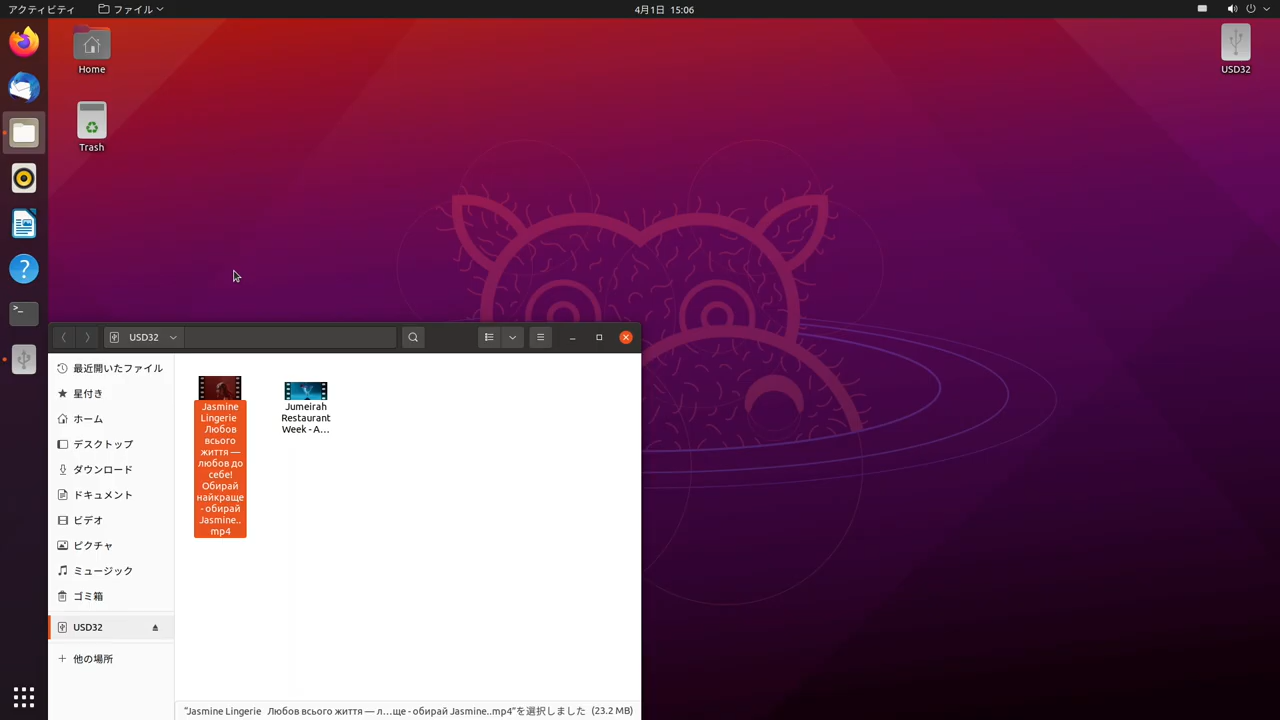 アクティビティ
ファイル
4月1日 15:06
Home
Trash
USD32
USD32
最近開いたファイル
星付き
ホーム
デスクトップ
ダウンロード
ドキュメント
ビデオ
ピクチャ
ミュージック
ゴミ箱
USD32
他の場所
Jasmine
Lingerie
Любов
всього
життя —
любов до
себе!
Обирай
найкраще
- обирай
Jasmine..
mp4
Jumeirah
Restaurant
Week - A…
"Jasmine Lingerie Любов всього життя — л…ще - обирай Jasmine..mp4"を選択しました (23.2 MB)